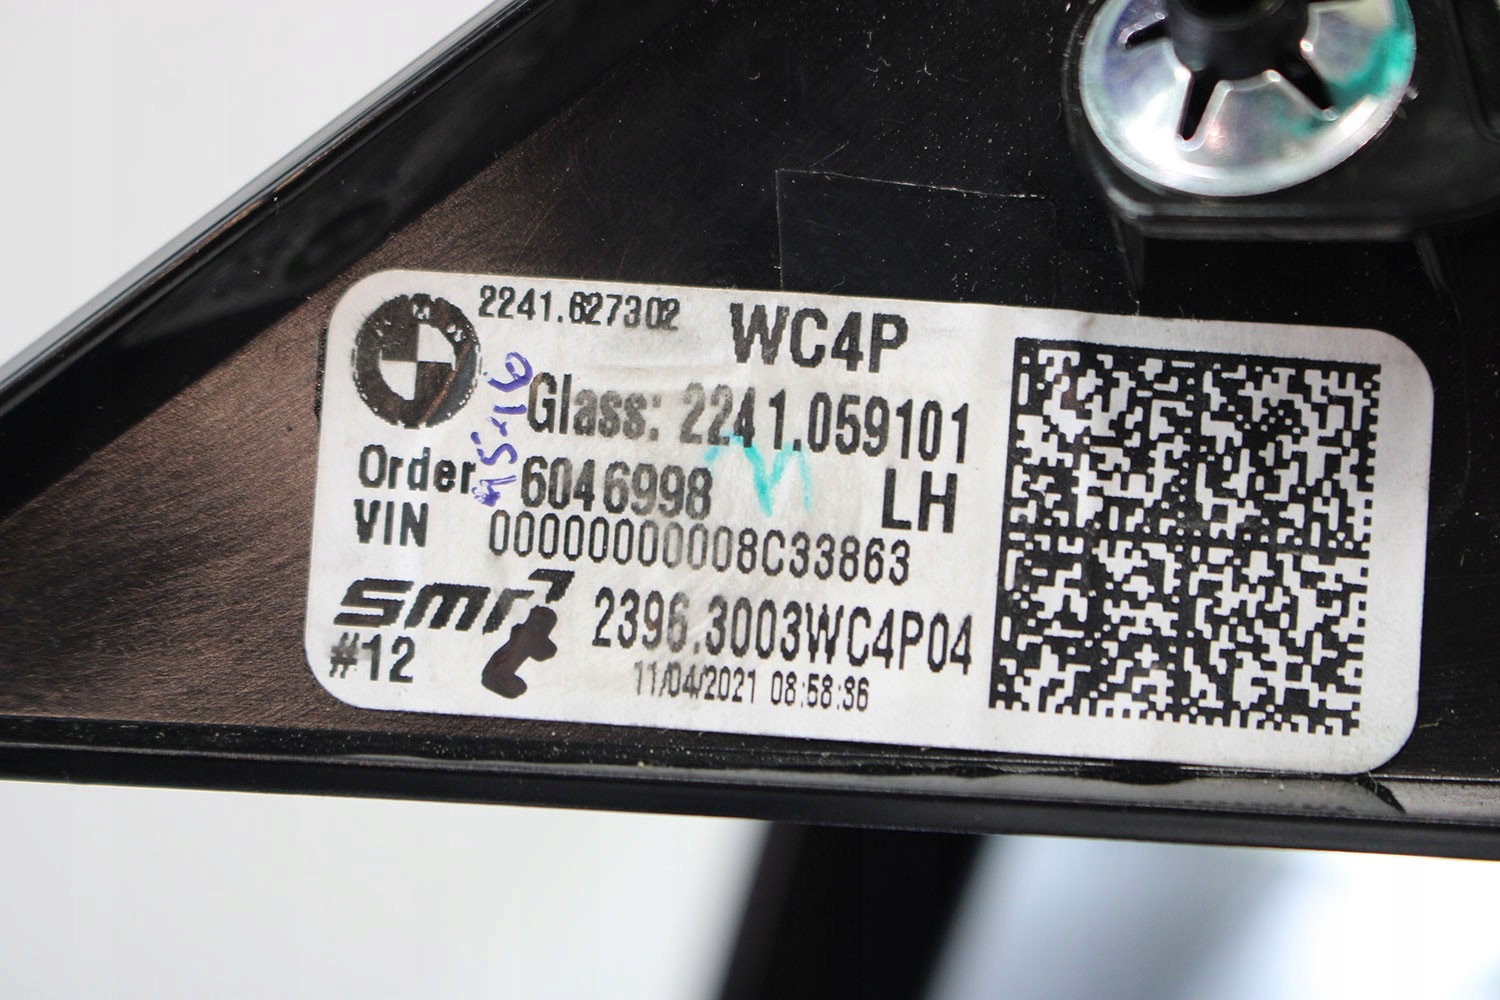 2241.627302
WC4P
Glass: 2241.059101
Order 6046998 LH
VIN 00000000008C33863
smr 2396.3003WC4P04
#12
11/04/2021 08:58:36